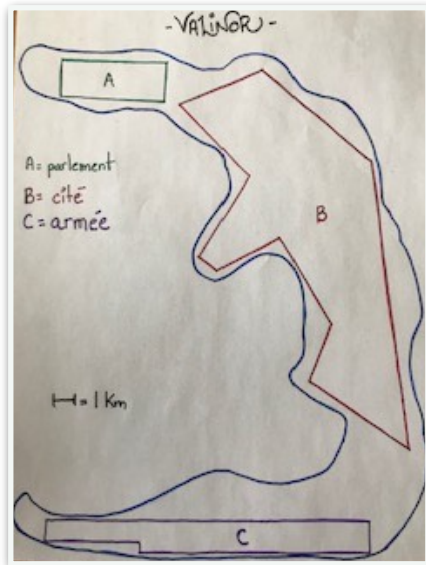 -VALINOR-
A
A= parlement
B= cité
C= armée
B
= 1 Km
C